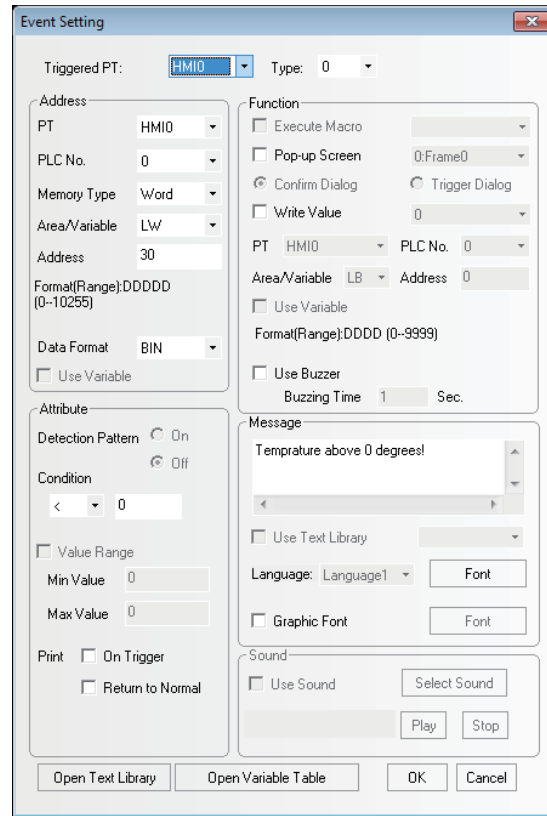 Event Setting
Triggered PT: HMI0 Type: 0
Address
PT HMI0
PLC No. 0
Memory Type Word
Area/Variable LW
Address 30
Format(Range):DDDDD
(0--10255)
Data Format BIN
Use Variable
Attribute
Detection Pattern On
Off
Condition
< 0
Value Range
Min Value 0
Max Value 0
Print On Trigger
Return to Normal
Function
Execute Macro
Pop-up Screen 0:Frame0
Confirm Dialog Trigger Dialog
Write Value 0
PT HMI0 PLC No. 0
Area/Variable LB Address 0
Use Variable
Format(Range):DDDD (0--9999)
Use Buzzer
Buzzing Time 1 Sec.
Message
Temprature above 0 degrees!
Use Text Library
Language: Language1 Font
Graphic Font Font
Sound
Use Sound Select Sound
Play Stop
Open Text Library Open Variable Table OK Cancel